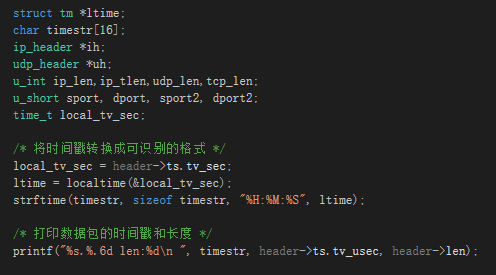 struct tm *ltime;
char timestr[16];
ip_header *ih;
udp_header *uh;
u_int ip_len,ip_tlen,udp_len,tcp_len;
u_short sport, dport, sport2, dport2;
time_t local_tv_sec;
/* 将时间戳转换成可识别的格式 */
local_tv_sec = header->ts.tv_sec;
ltime = localtime(&local_tv_sec);
strftime(timestr, sizeof timestr, "%H:%M:%S", ltime);
/* 打印数据包的时间戳和长度 */
printf("%s.%.6d len:%d\n ", timestr, header->ts.tv_usec, header->len);